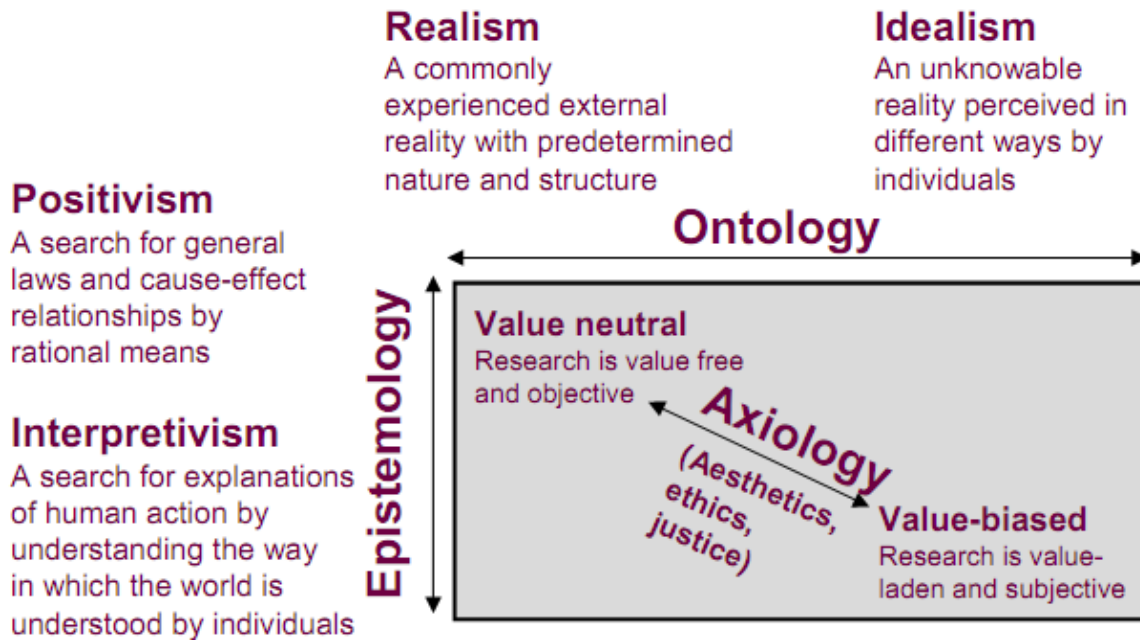 Realism
A commonly
experienced external
reality with predetermined
nature and structure
Idealism
An unknowable
reality perceived in
different ways by
individuals
Positivism
A search for general
laws and cause-effect
relationships by
rational means
Interpretivism
A search for explanations
of human action by
understanding the way
in which the world is
understood by individuals
Ontology
Epistemology
Value neutral
Research is value free
and objective
Axiology
(Aesthetics,
ethics,
justice)
Value-biased
Research is value-
laden and subjective